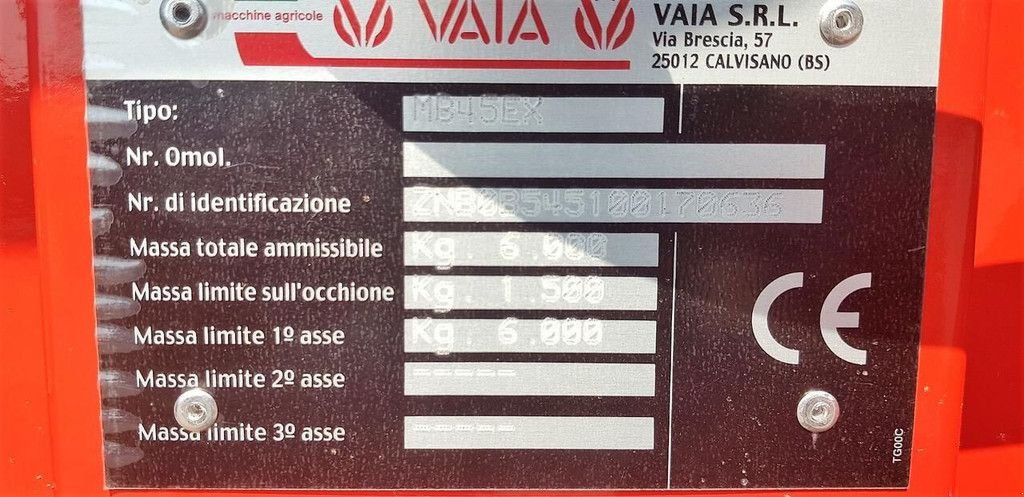 macchine agricole
VAIA
VAIA S.R.L.
Via Brescia, 57
25012 CALVISANO (BS)
Tipo: MB45EX
Nr. Omol.
Nr. di identificazione ZNB03545100170636
Massa totale ammissibile Kg. 6.000
Massa limite sull'occhione Kg. 1.500
Massa limite 1º asse Kg. 6.000
Massa limite 2º asse -----
Massa limite 3º asse -----
CE
TG00C